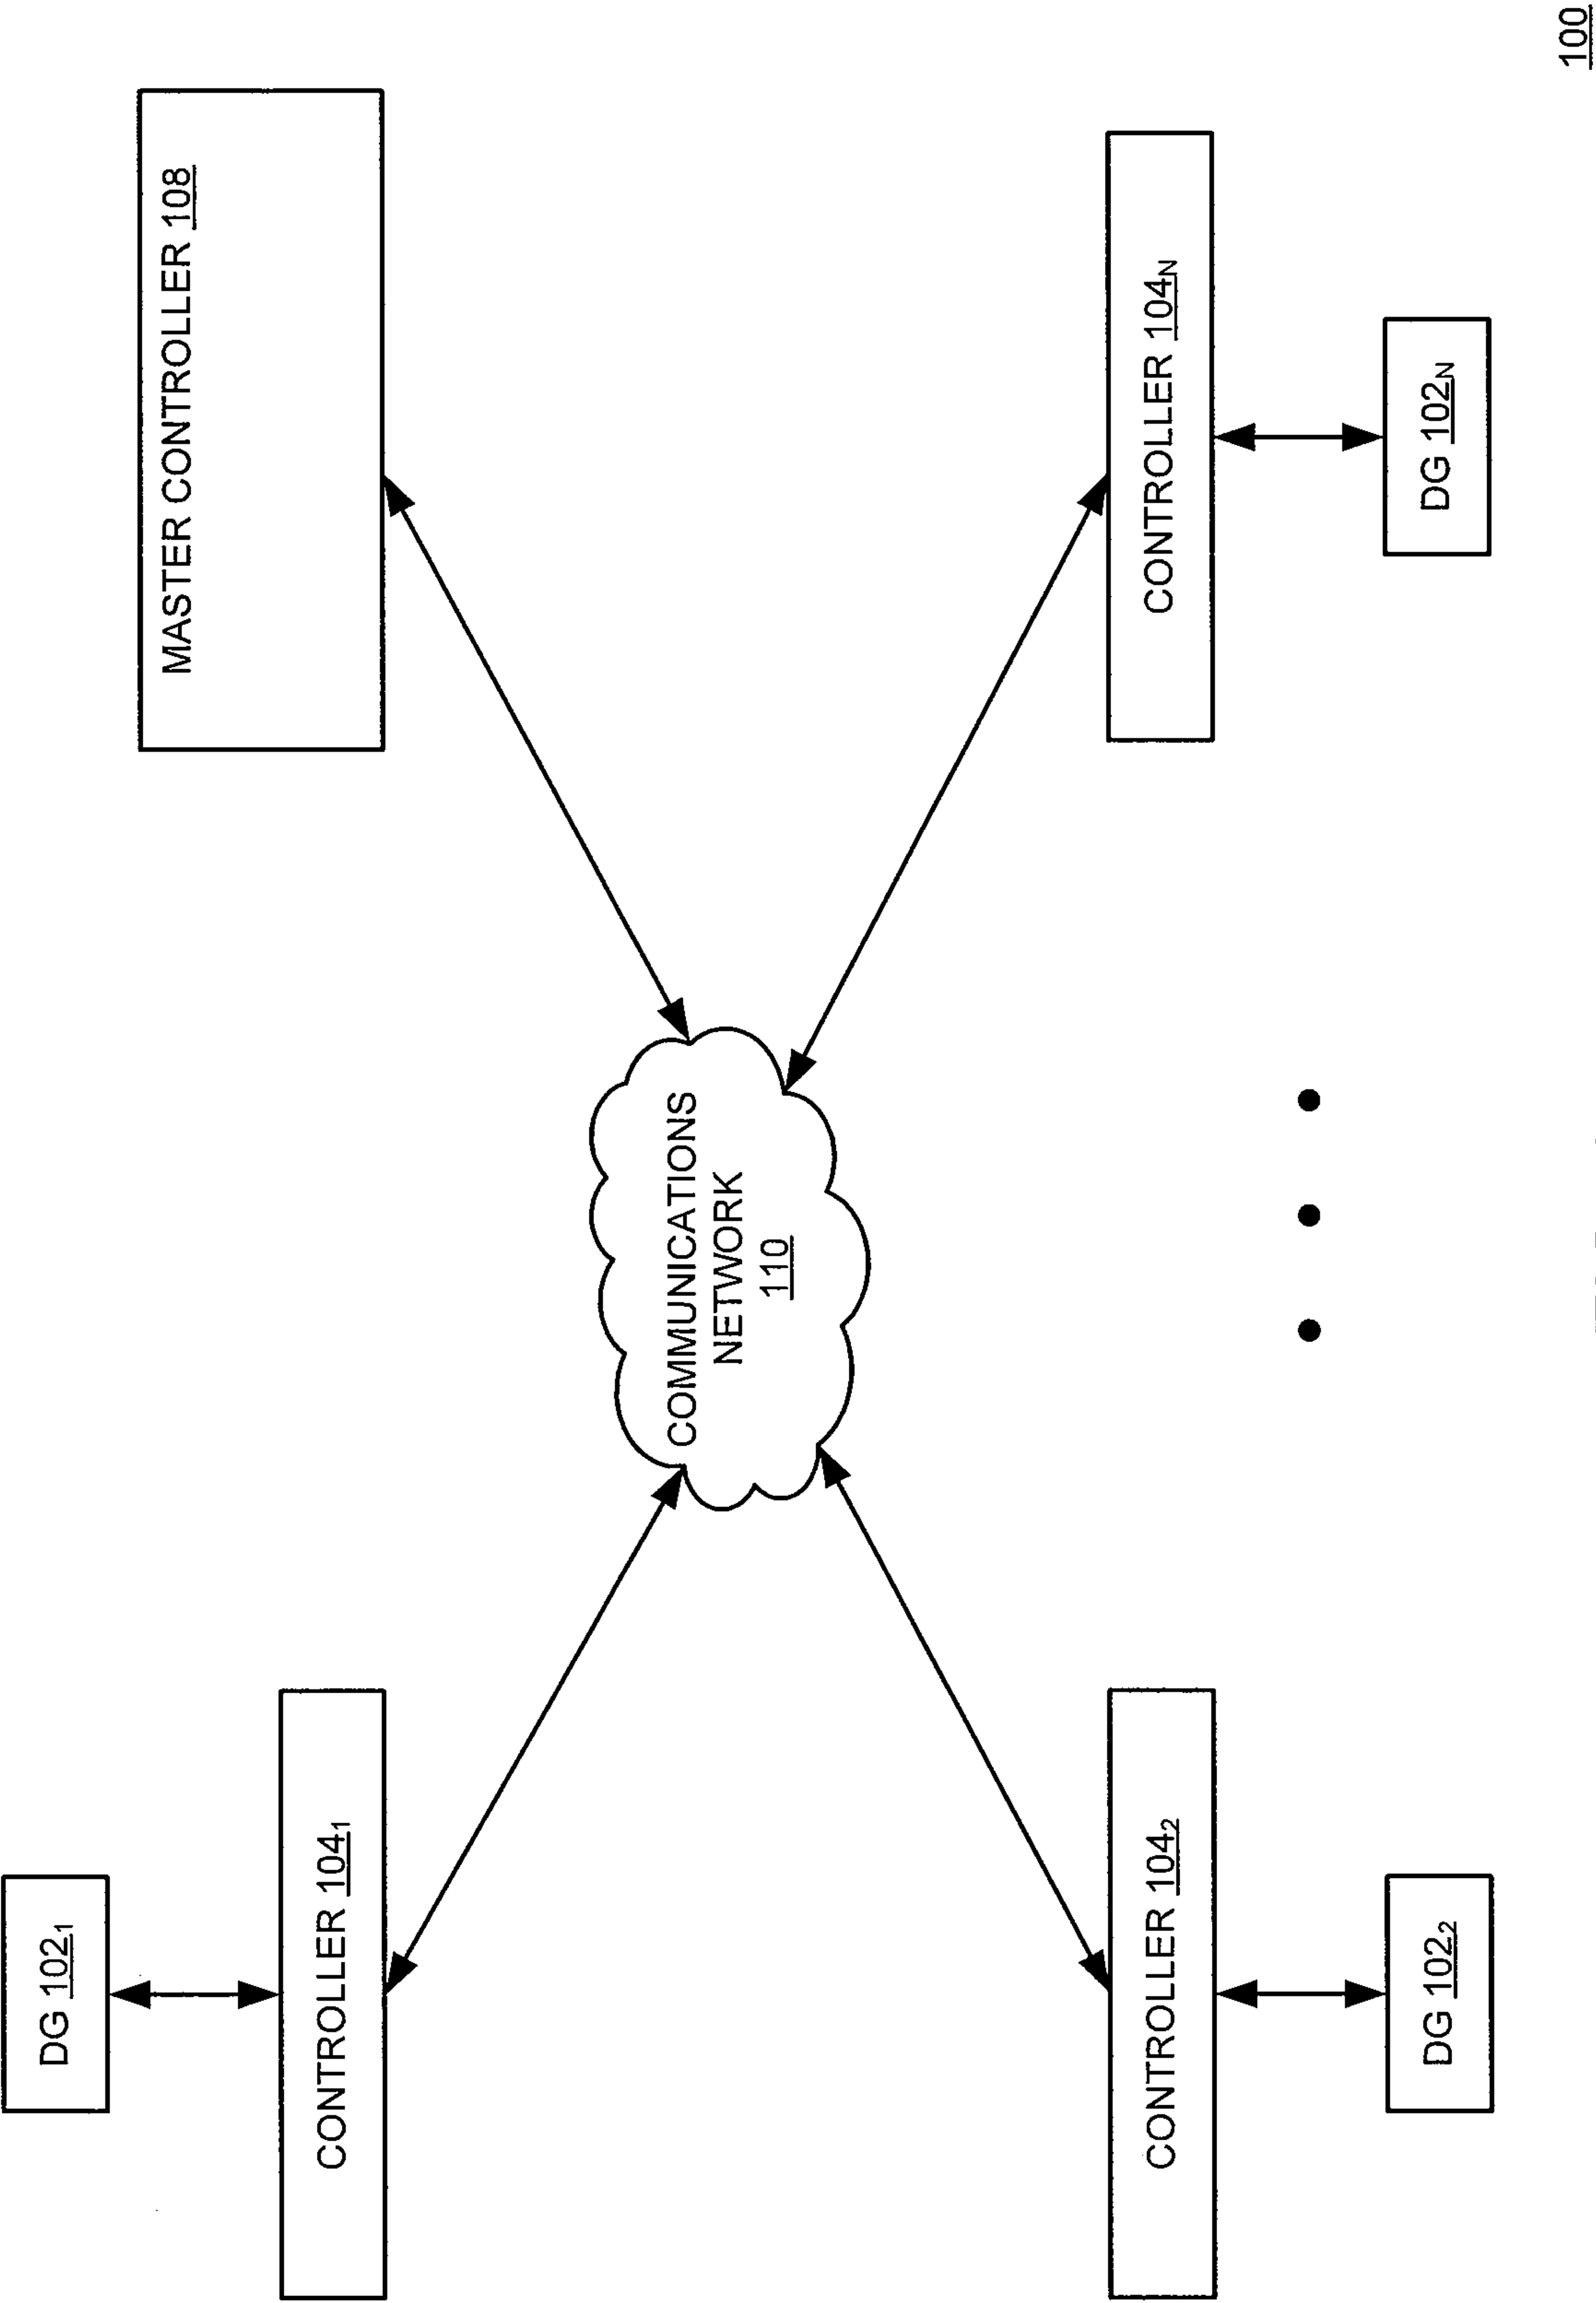 DG 102₁
MASTER CONTROLLER 108
CONTROLLER 104₁
COMMUNICATIONS
NETWORK
110
CONTROLLER 104₂
CONTROLLER 104N
DG 102₂
DG 102N
100